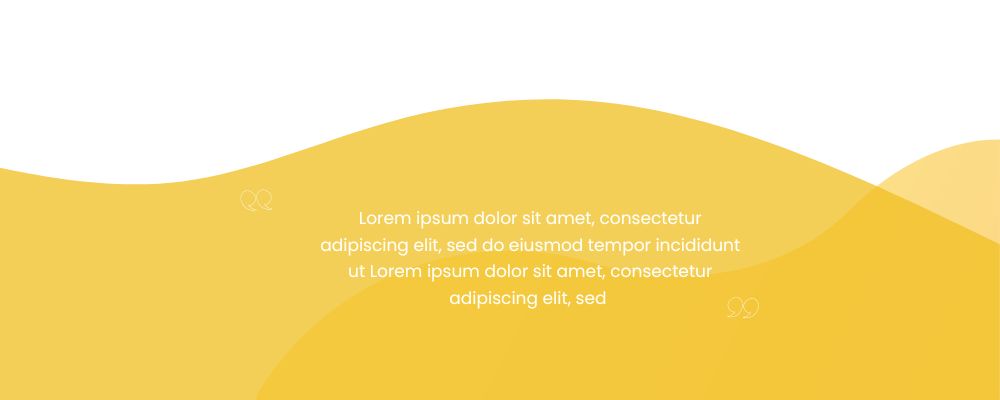 Lorem ipsum dolor sit amet, consectetur
adipiscing elit, sed do eiusmod tempor incididunt
ut Lorem ipsum dolor sit amet, consectetur
adipiscing elit, sed